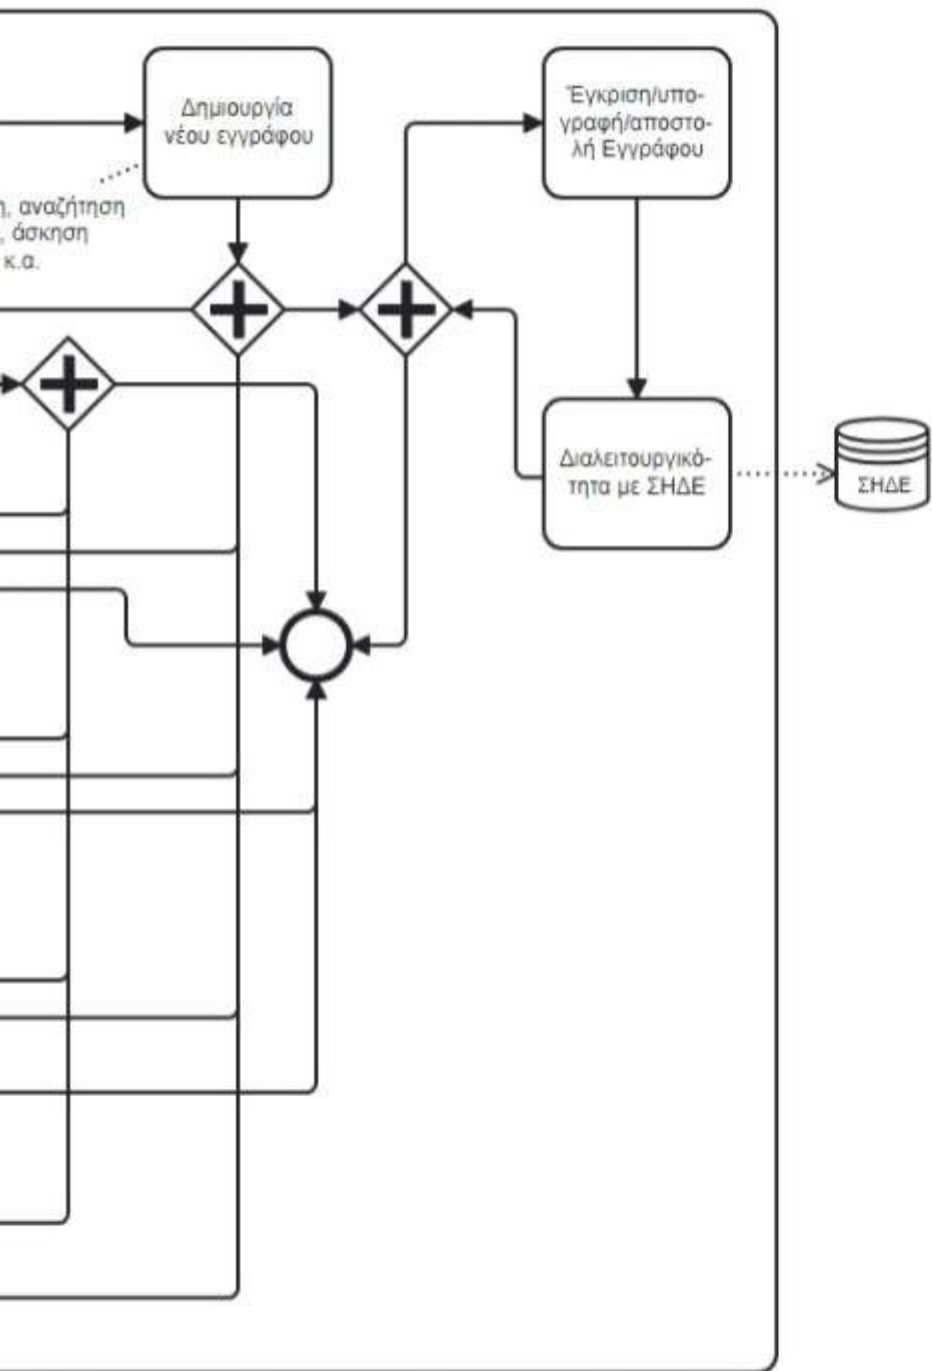 Δημιουργία
νέου εγγράφου
Έγκριση/υπο-
γραφή/αποστο-
λή Εγγράφου
η, αναζήτηση
, άσκηση
κ.α.
Διαλειτουργικό-
τητα με ΣΗΔΕ
ΣΗΔΕ